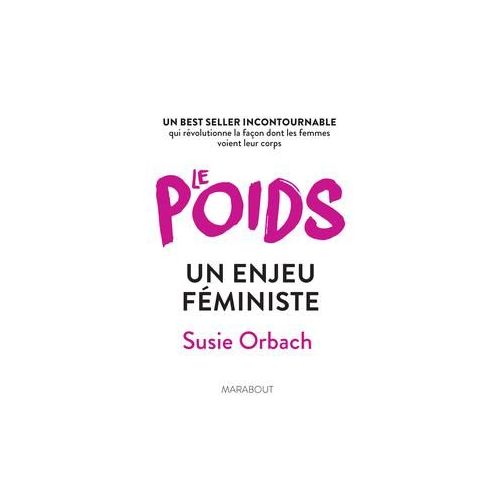 UN BEST SELLER INCONTOURNABLE
qui révolutionne la façon dont les femmes
voient leur corps
LE
POIDS
UN ENJEU
FÉMINISTE
Susie Orbach
MARABOUT